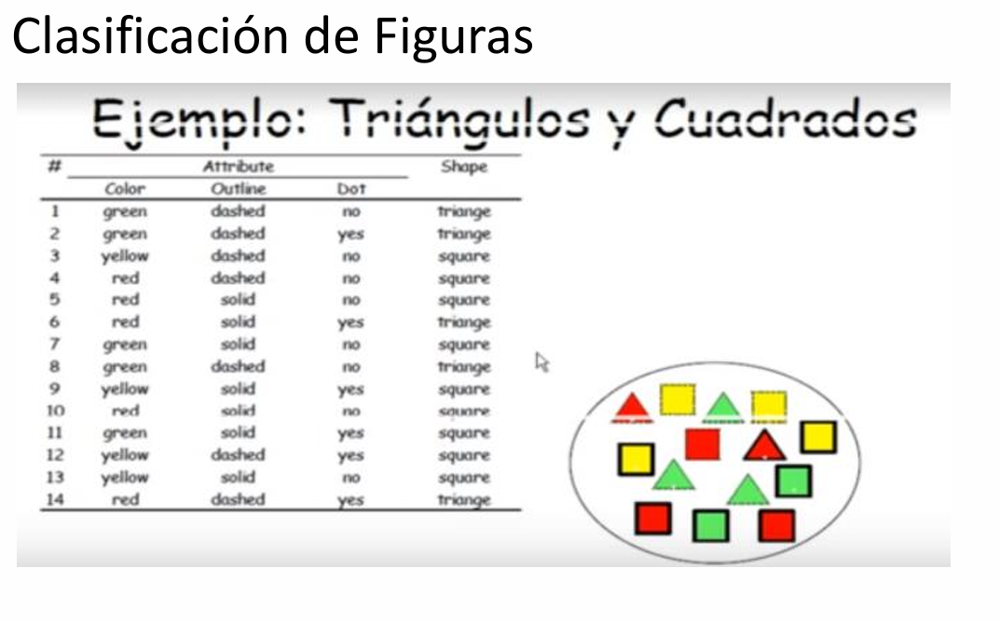 Clasificación de Figuras
Ejemplo: Triángulos y Cuadrados
# Attribute Shape
Color Outline Dot
1 green dashed no triange
2 green dashed yes triange
3 yellow dashed no square
4 red dashed no square
5 red solid no square
6 red solid yes triange
7 green solid no square
8 green dashed no triange
9 yellow solid yes square
10 red solid no square
11 green solid yes square
12 yellow dashed yes square
13 yellow solid no square
14 red dashed yes triange